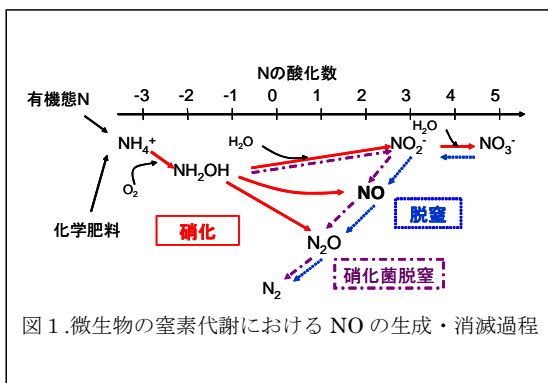 Nの酸化数
-3 -2 -1 0 1 2 3 4 5
有機態N
H₂O
H₂O
NH₄⁺
NO₂⁻
NO₃⁻
O₂
NH₂OH
NO
化学肥料
硝化
脱窒
N₂O
硝化菌脱窒
N₂
図１.微生物の窒素代謝における NO の生成・消滅過程